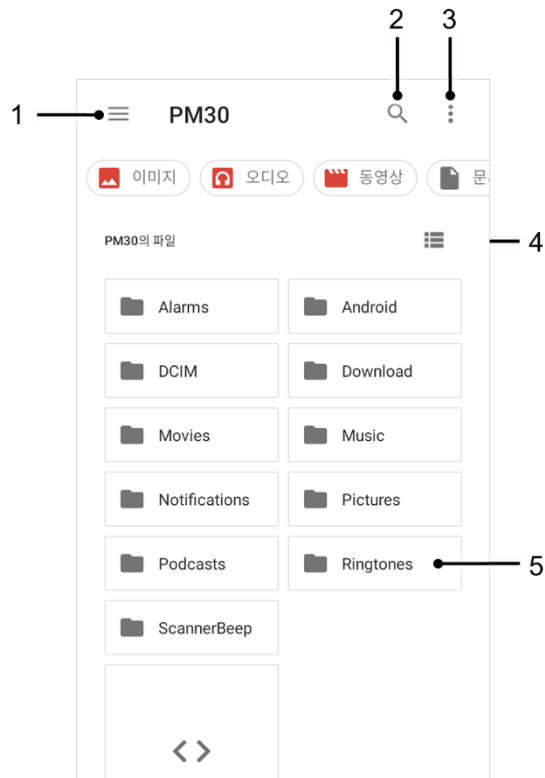 2 3
1 PM30
이미지 오디오 동영상 문
PM30의 파일 4
Alarms Android
DCIM Download
Movies Music
Notifications Pictures
Podcasts Ringtones 5
ScannerBeep